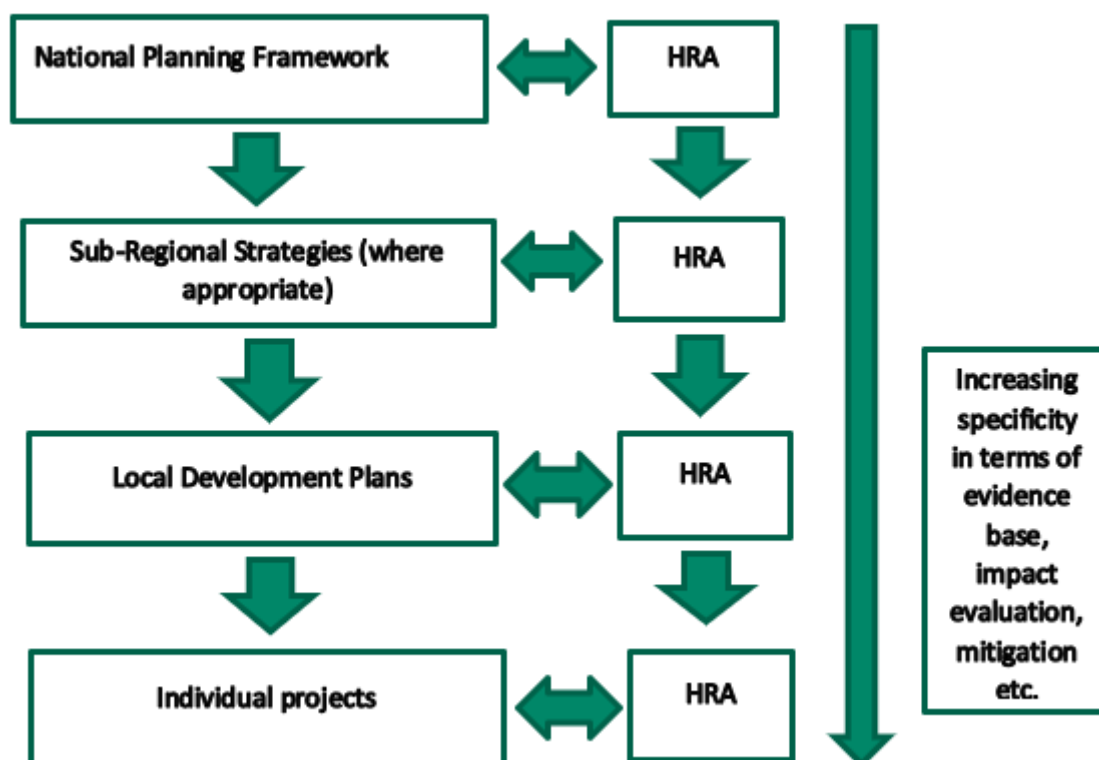 National Planning Framework
HRA
Sub-Regional Strategies (where
appropriate)
HRA
Local Development Plans
HRA
Individual projects
HRA
Increasing
specificity
in terms of
evidence
base,
impact
evaluation,
mitigation
etc.